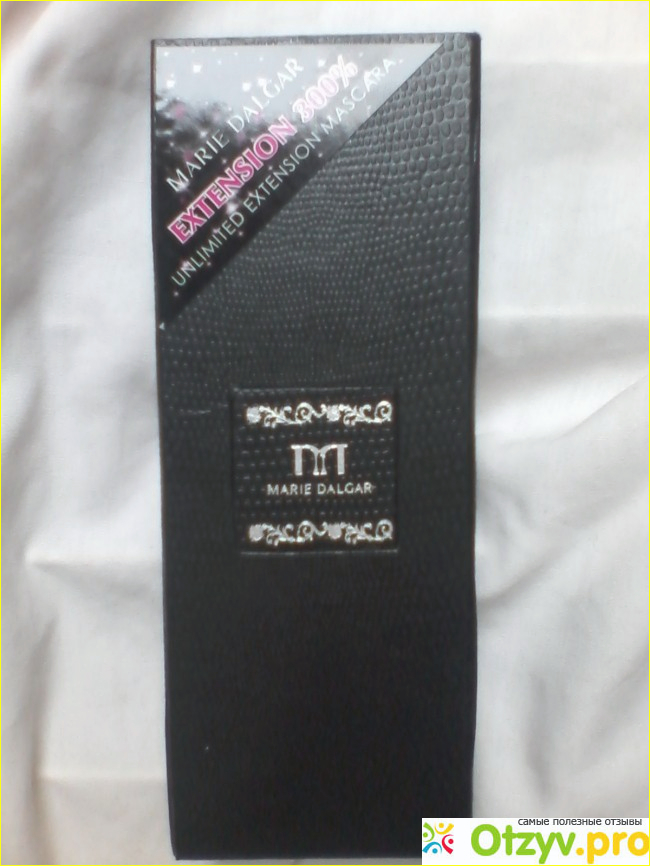 MARIE DALGAR
EXTENSION 300%
UNLIMITED EXTENSION MASCARA
M
MARIE DALGAR
самые полезные отзывы
Otzyv.pro